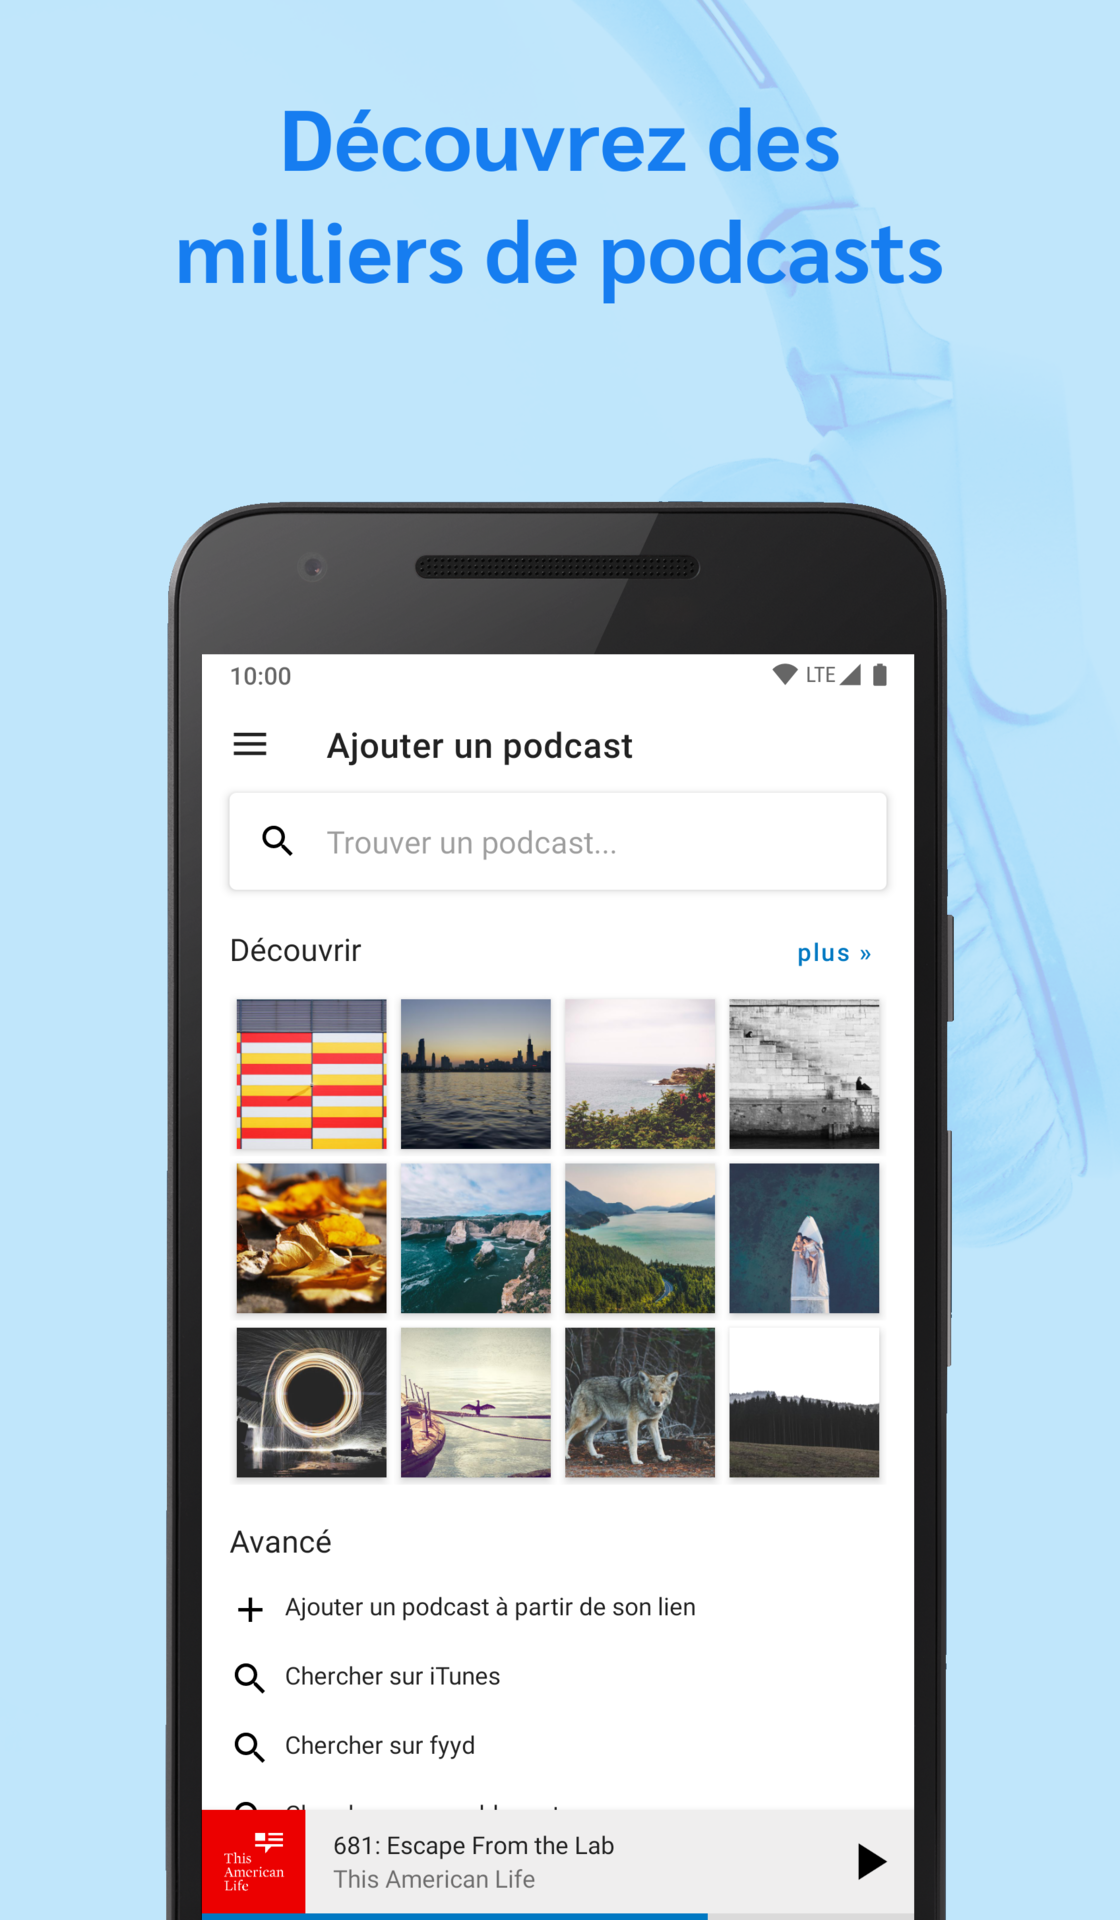 Découvrez des
milliers de podcasts
10:00
LTE
Ajouter un podcast
Trouver un podcast...
Découvrir
plus »
Avancé
Ajouter un podcast à partir de son lien
Chercher sur iTunes
Chercher sur fyyd
This
American
Life
681: Escape From the Lab
This American Life